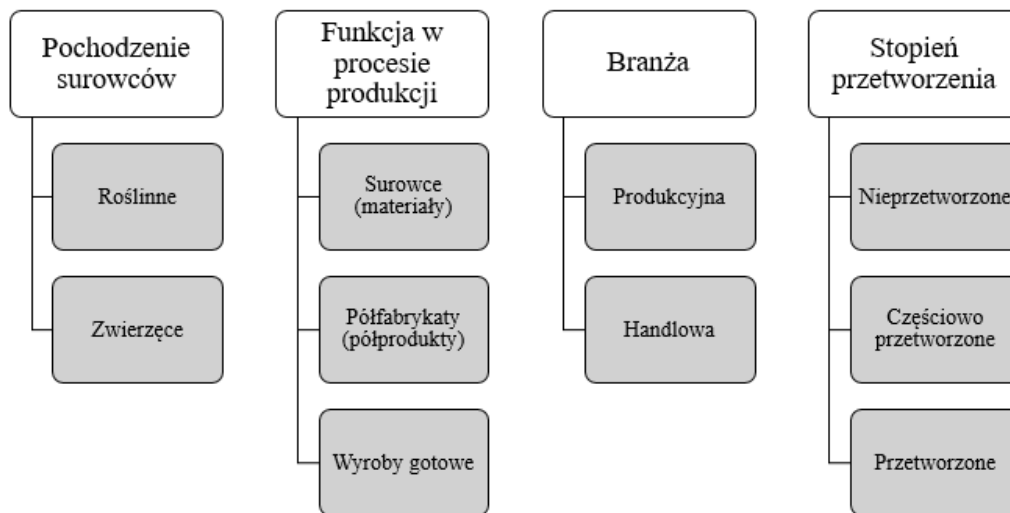 Pochodzenie
surowców
Roślinne
Zwierzęce
Funkcja w
procesie
produkcji
Surowce
(materiały)
Półfabrykaty
(półprodukty)
Wyroby gotowe
Branża
Produkcyjna
Handlowa
Stopień
przetworzenia
Nieprzetworzone
Częściowo
przetworzone
Przetworzone